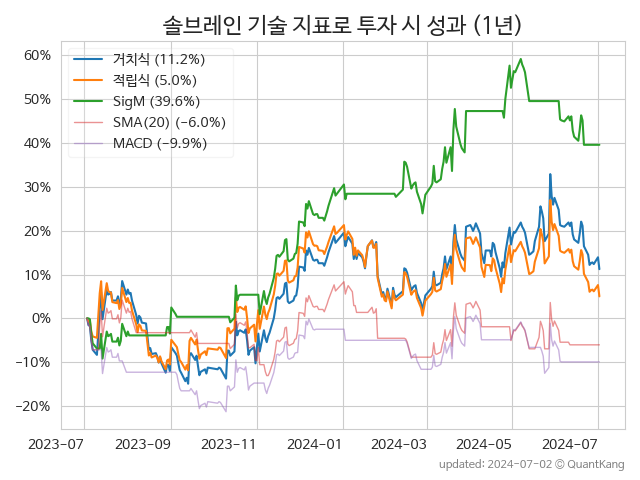 솔브레인 기술 지표로 투자 시 성과 (1년)
60%
50%
40%
30%
20%
10%
0%
−10%
−20%
거치식 (11.2%)
적립식 (5.0%)
SigM (39.6%)
SMA(20) (−6.0%)
MACD (−9.9%)
2023-07 2023-09 2023-11 2024-01 2024-03 2024-05 2024-07
updated: 2024-07-02 © QuantKang